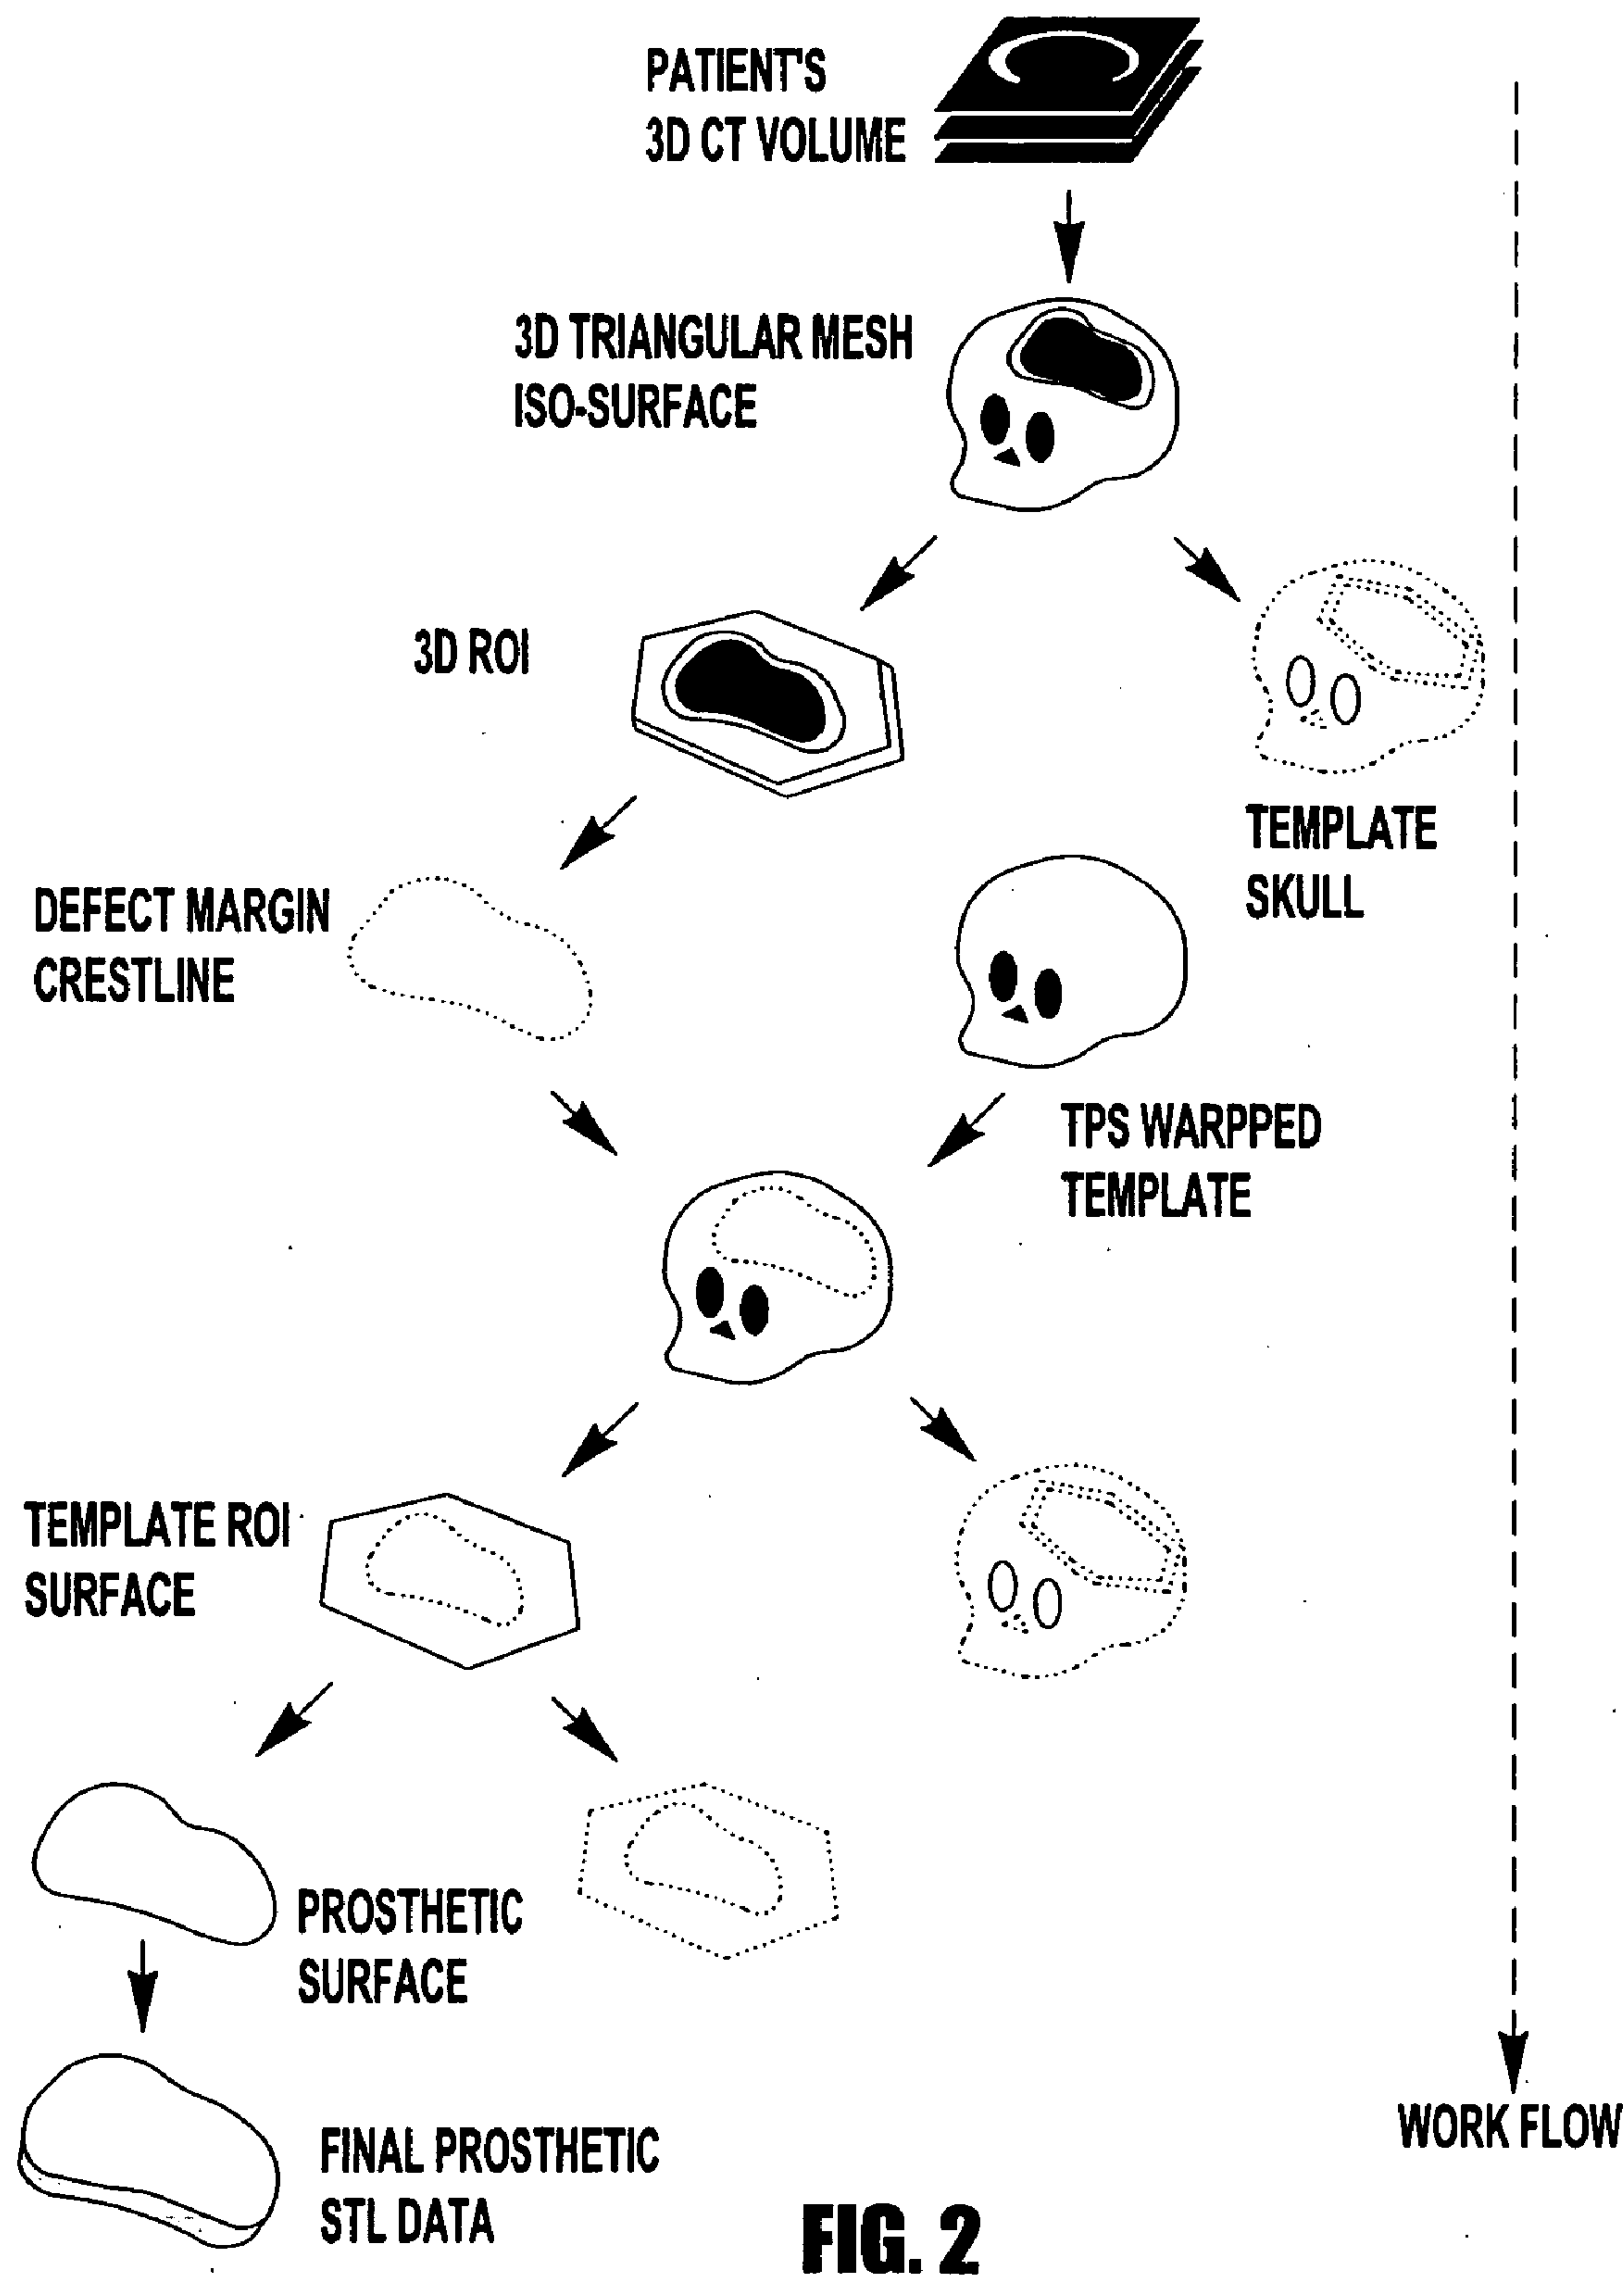 PATIENT'S
3D CT VOLUME
3D TRIANGULAR MESH
ISO-SURFACE
3D ROI
TEMPLATE
SKULL
DEFECT MARGIN
CRESTLINE
TPS WARPPED
TEMPLATE
TEMPLATE ROI
SURFACE
PROSTHETIC
SURFACE
WORK FLOW
FINAL PROSTHETIC
STL DATA
FIG. 2